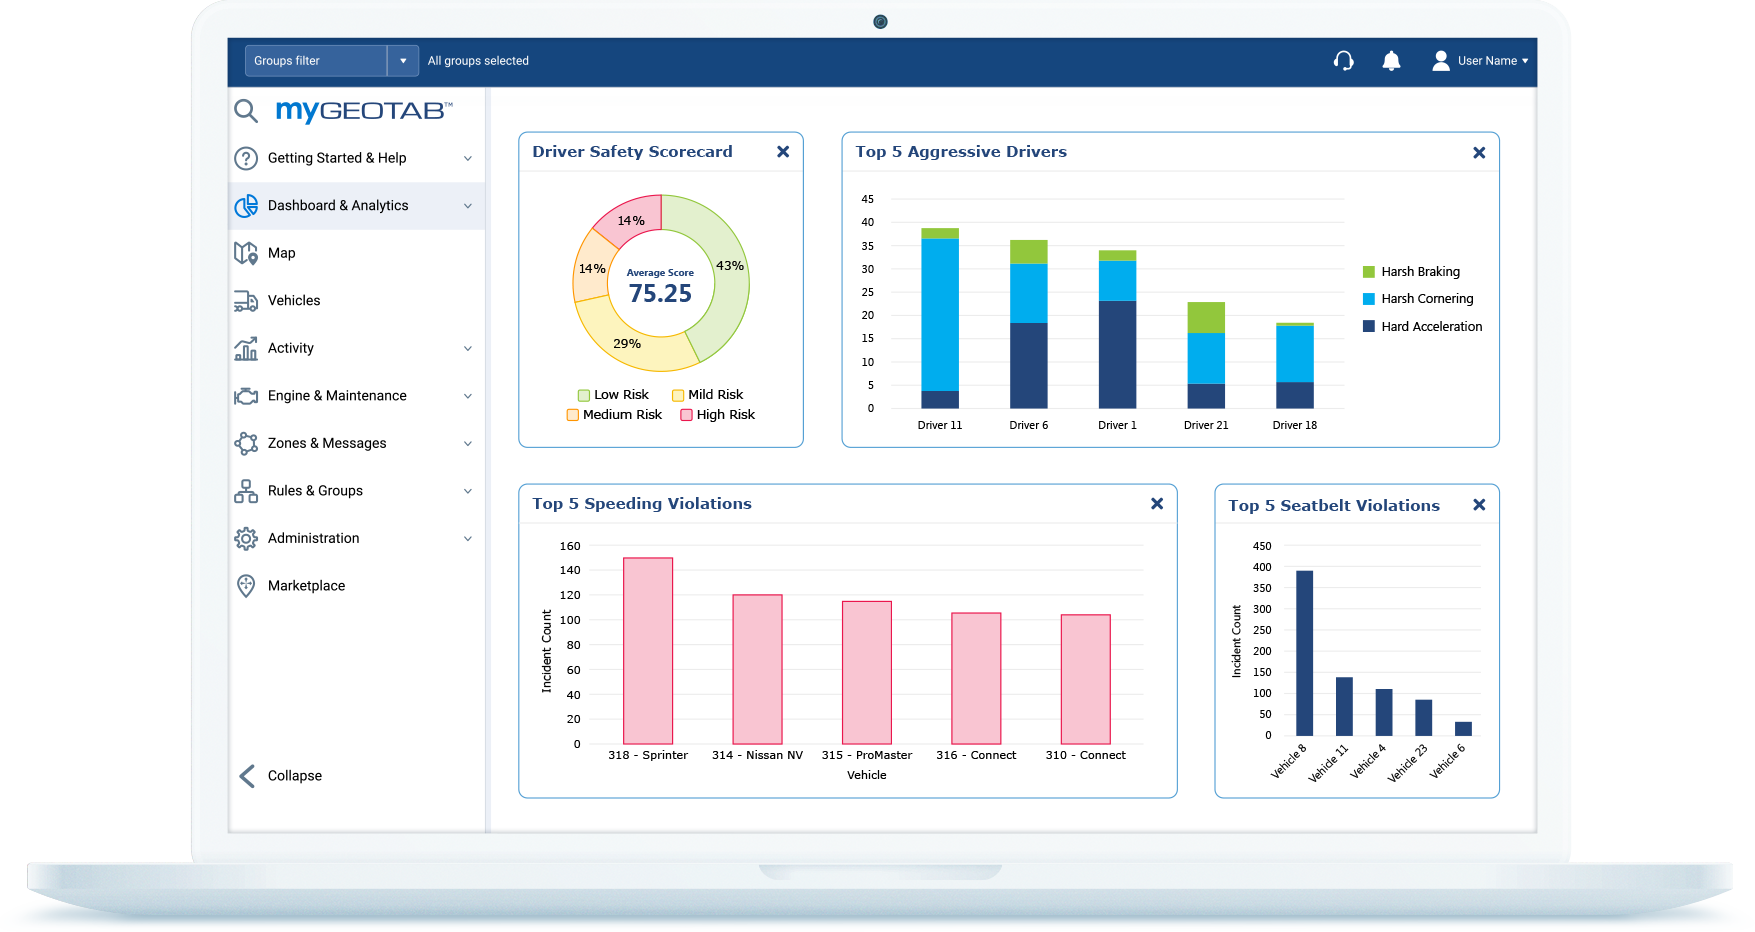 Groups filter
All groups selected
User Name
myGEOTAB™
Getting Started & Help
Dashboard & Analytics
Map
Vehicles
Activity
Engine & Maintenance
Zones & Messages
Rules & Groups
Administration
Marketplace
Collapse
Driver Safety Scorecard
14%
43%
14%
29%
Average Score
75.25
Low Risk
Mild Risk
Medium Risk
High Risk
Top 5 Aggressive Drivers
45
40
35
30
25
20
15
10
5
0
Driver 11
Driver 6
Driver 1
Driver 21
Driver 18
Harsh Braking
Harsh Cornering
Hard Acceleration
Top 5 Speeding Violations
Incident Count
160
140
120
100
80
60
40
20
0
318 - Sprinter
314 - Nissan NV
315 - ProMaster
316 - Connect
310 - Connect
Vehicle
Top 5 Seatbelt Violations
Incident Count
450
400
350
300
250
200
150
100
50
0
Vehicle 8
Vehicle 11
Vehicle 4
Vehicle 23
Vehicle 6